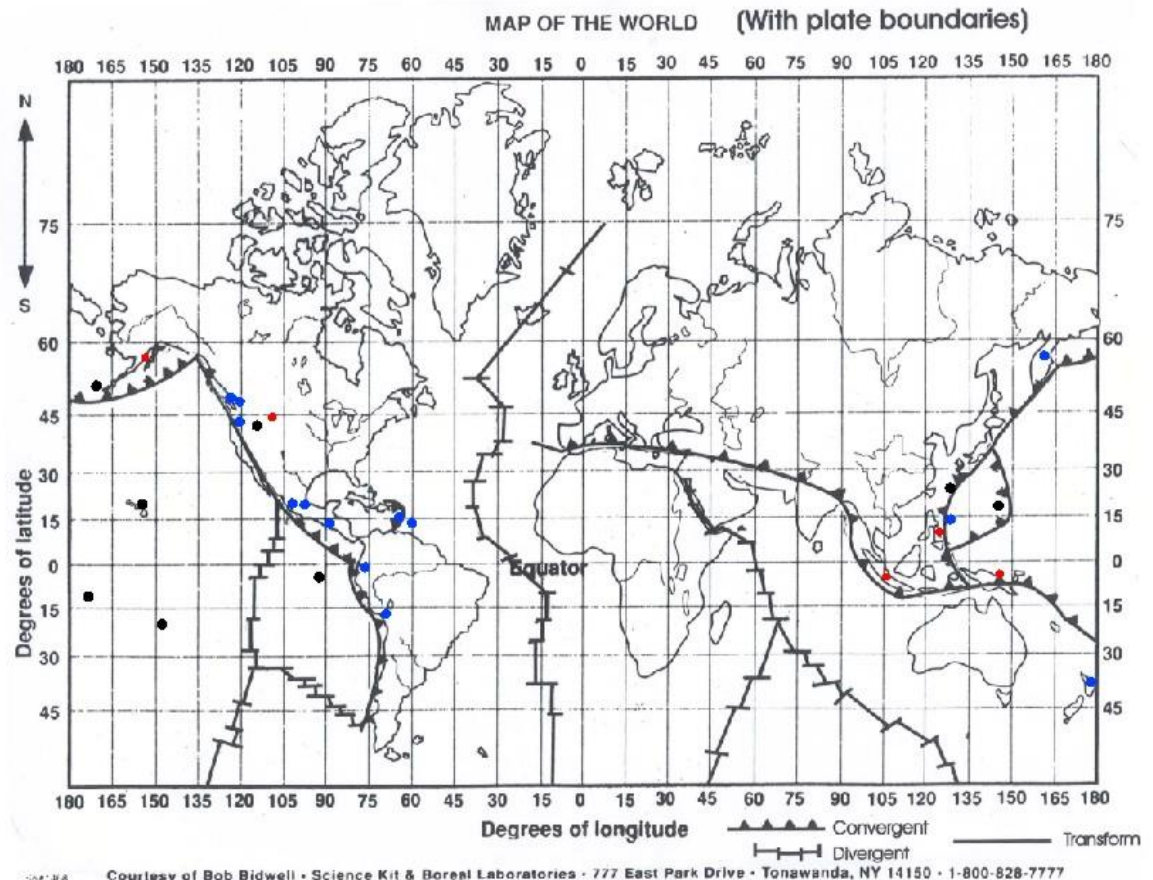 MAP OF THE WORLD (With plate boundaries)
180 165 150 135 120 105 90 75 60 45 30 15 0 15 30 45 60 75 90 105 120 135 150 165 180
N
S
75 75
60 60
45 45
30 30
15 15
0 0
Equator
15 15
30 30
45 45
Degrees of latitude
180 165 150 135 120 105 90 75 60 45 30 15 0 15 30 45 60 75 90 105 120 135 150 165 180
Degrees of longitude
Convergent
Transform
Divergent
Courtesy of Bob Bidwell • Science Kit & Boreal Laboratories • 777 East Park Drive • Tonawanda, NY 14150 • 1-800-828-7777